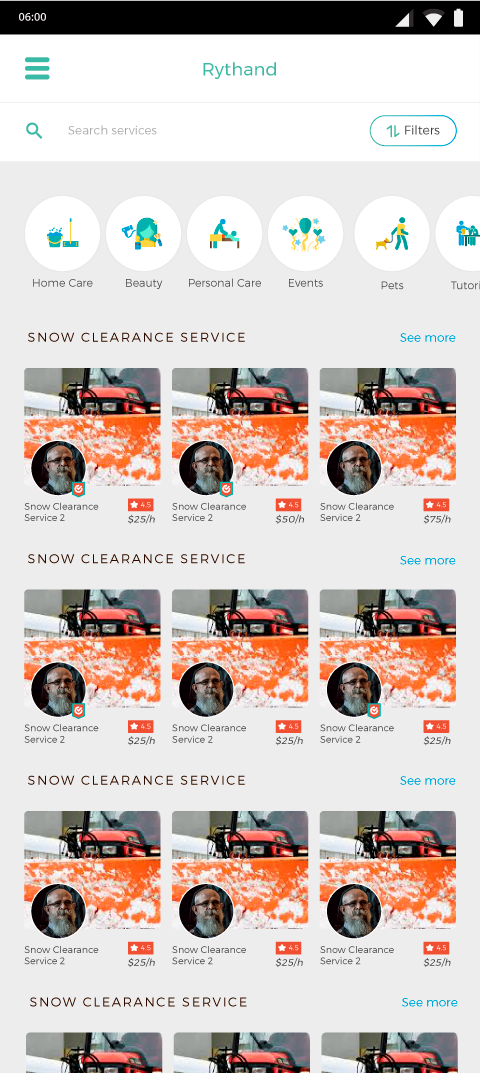 06:00
Rythand
Search services
Filters
Home Care
Beauty
Personal Care
Events
Pets
Tutori
SNOW CLEARANCE SERVICE
See more
Snow Clearance
Service 2
4.5
$25/h
Snow Clearance
Service 2
4.5
$50/h
Snow Clearance
Service 2
4.5
$75/h
SNOW CLEARANCE SERVICE
See more
Snow Clearance
Service 2
4.5
$25/h
Snow Clearance
Service 2
4.5
$25/h
Snow Clearance
Service 2
4.5
$25/h
SNOW CLEARANCE SERVICE
See more
Snow Clearance
Service 2
4.5
$25/h
Snow Clearance
Service 2
4.5
$25/h
Snow Clearance
Service 2
4.5
$25/h
SNOW CLEARANCE SERVICE
See more